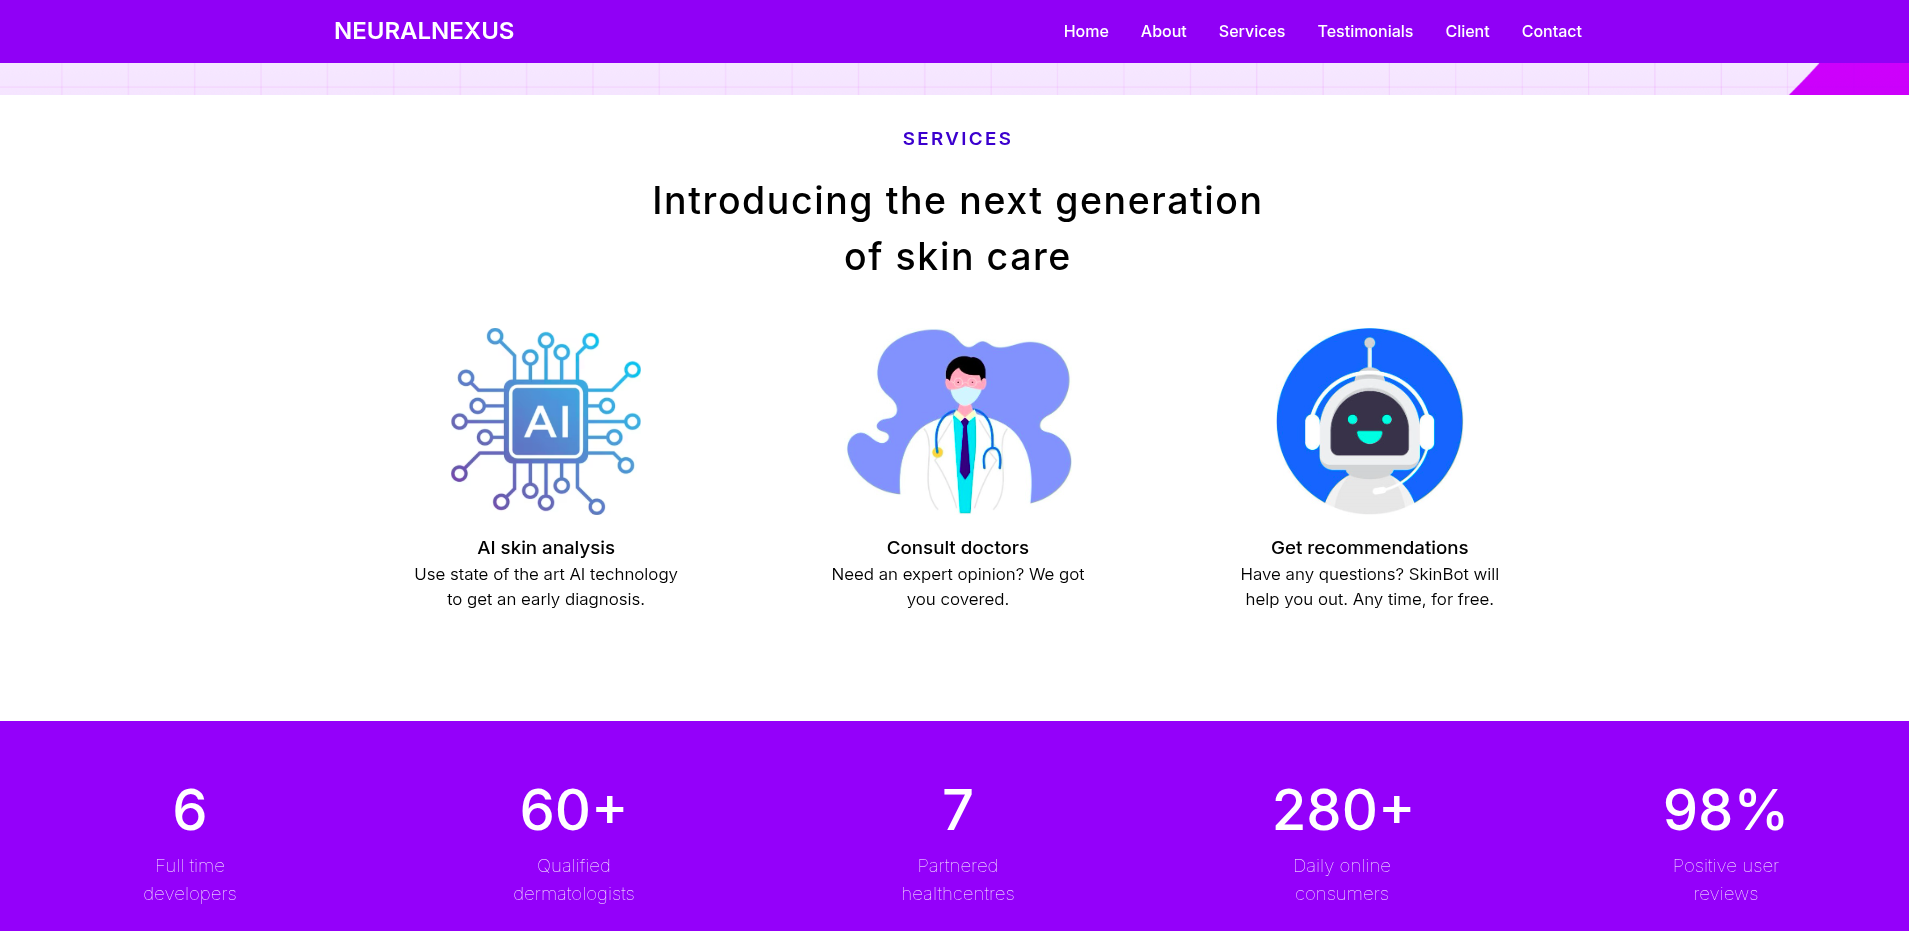 NEURALNEXUS
Home About Services Testimonials Client Contact
SERVICES
Introducing the next generation
of skin care
AI
AI skin analysis
Use state of the art AI technology
to get an early diagnosis.
Consult doctors
Need an expert opinion? We got
you covered.
Get recommendations
Have any questions? SkinBot will
help you out. Any time, for free.
6
Full time
developers
60+
Qualified
dermatologists
7
Partnered
healthcentres
280+
Daily online
consumers
98%
Positive user
reviews